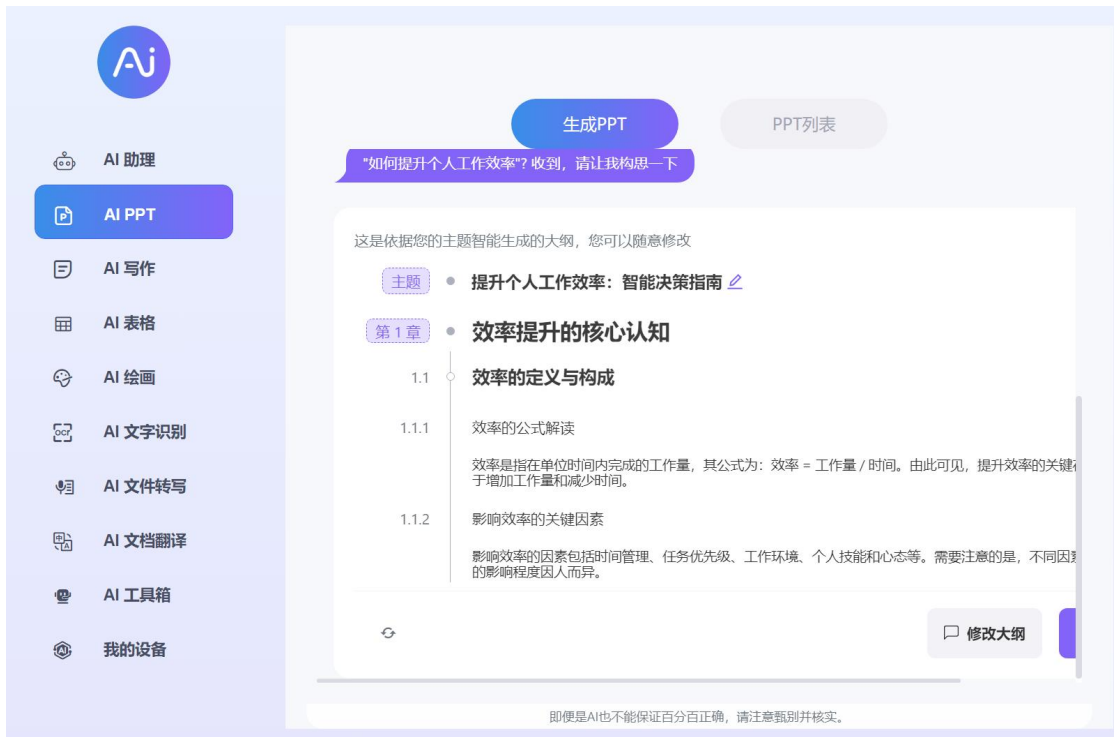 Ai
AI 助理
AI PPT
AI 写作
AI 表格
AI 绘画
ocr
AI 文字识别
AI 文件转写
AI 文档翻译
AI 工具箱
我的设备
生成PPT
PPT列表
"如何提升个人工作效率"? 收到，请让我构思一下
这是依据您的主题智能生成的大纲，您可以随意修改
主题
提升个人工作效率：智能决策指南
第 1 章
效率提升的核心认知
1.1
效率的定义与构成
1.1.1
效率的公式解读
效率是指在单位时间内完成的工作量，其公式为：效率 = 工作量 / 时间。由此可见，提升效率的关键在
于增加工作量和减少时间。
1.1.2
影响效率的关键因素
影响效率的因素包括时间管理、任务优先级、工作环境、个人技能和心态等。需要注意的是，不同因素
的影响程度因人而异。
修改大纲
即便是AI也不能保证百分百正确，请注意甄别并核实。